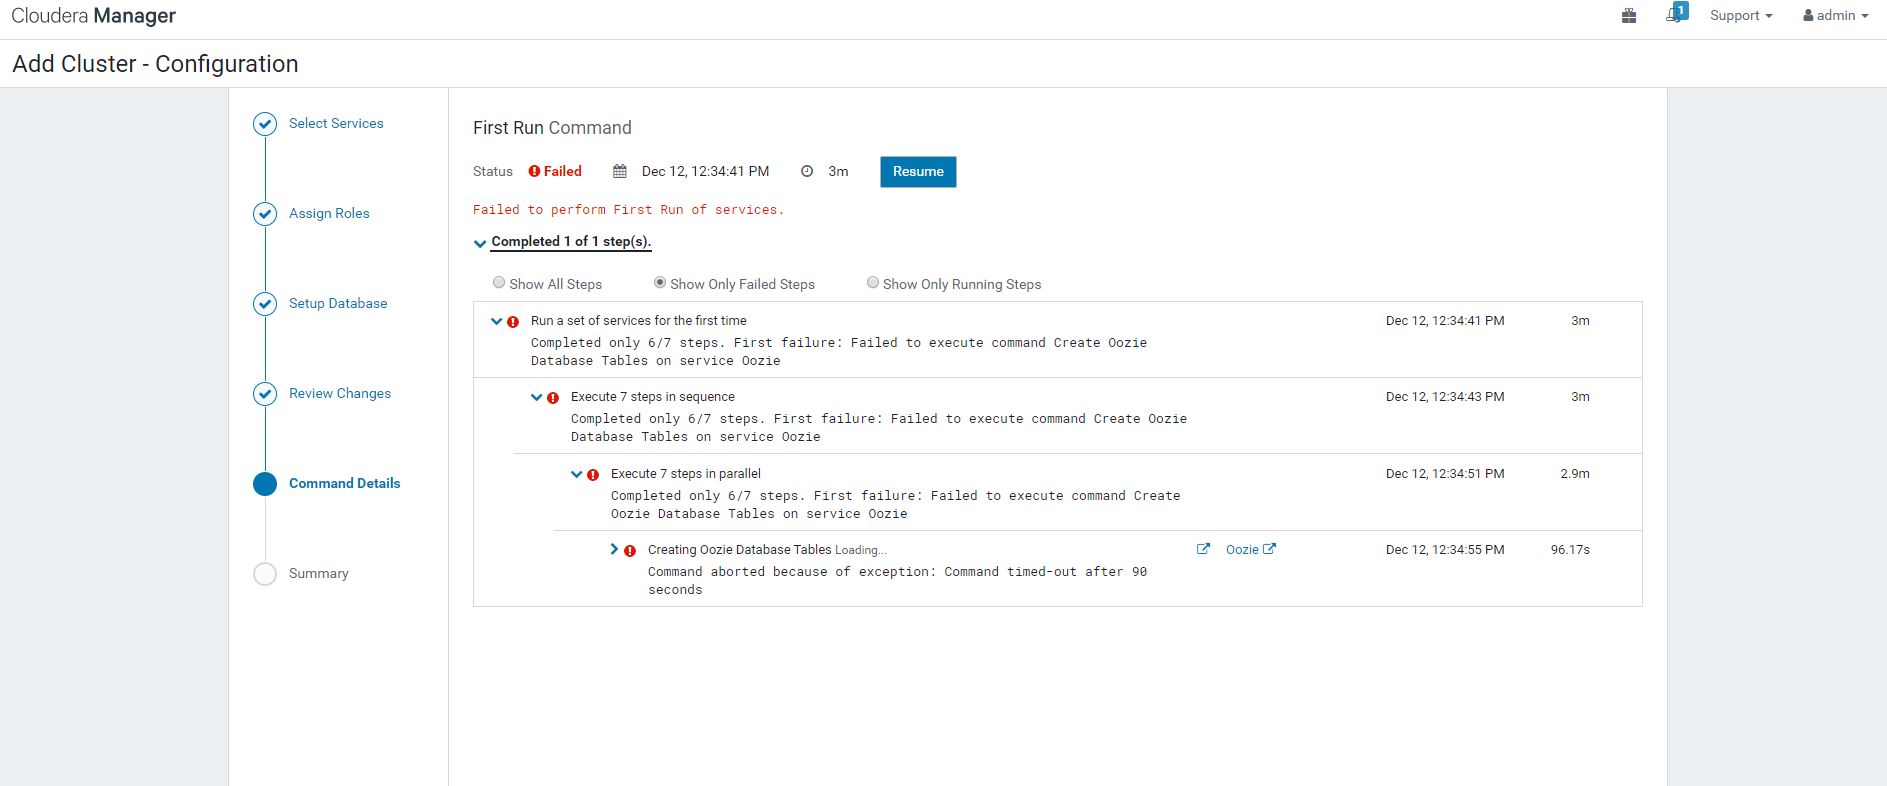 Cloudera Manager
1
Support
admin
Add Cluster - Configuration
Select Services
Assign Roles
Setup Database
Review Changes
Command Details
Summary
First Run Command
Status Failed Dec 12, 12:34:41 PM 3m Resume
Failed to perform First Run of services.
Completed 1 of 1 step(s).
Show All Steps Show Only Failed Steps Show Only Running Steps
Run a set of services for the first time Dec 12, 12:34:41 PM 3m
Completed only 6/7 steps. First failure: Failed to execute command Create Oozie
Database Tables on service Oozie
Execute 7 steps in sequence Dec 12, 12:34:43 PM 3m
Completed only 6/7 steps. First failure: Failed to execute command Create Oozie
Database Tables on service Oozie
Execute 7 steps in parallel Dec 12, 12:34:51 PM 2.9m
Completed only 6/7 steps. First failure: Failed to execute command Create
Oozie Database Tables on service Oozie
Creating Oozie Database Tables Loading... Oozie Dec 12, 12:34:55 PM 96.17s
Command aborted because of exception: Command timed-out after 90
seconds